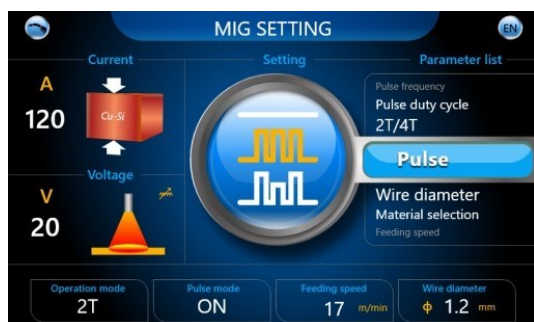 MIG SETTING
EN
Current
A
120
Cu-Si
Voltage
V
20
Setting
Parameter list
Pulse frequency
Pulse duty cycle
2T/4T
Pulse
Wire diameter
Material selection
Feeding speed
Operation mode
2T
Pulse mode
ON
Feeding speed
17 m/min
Wire diameter
ϕ 1.2 mm